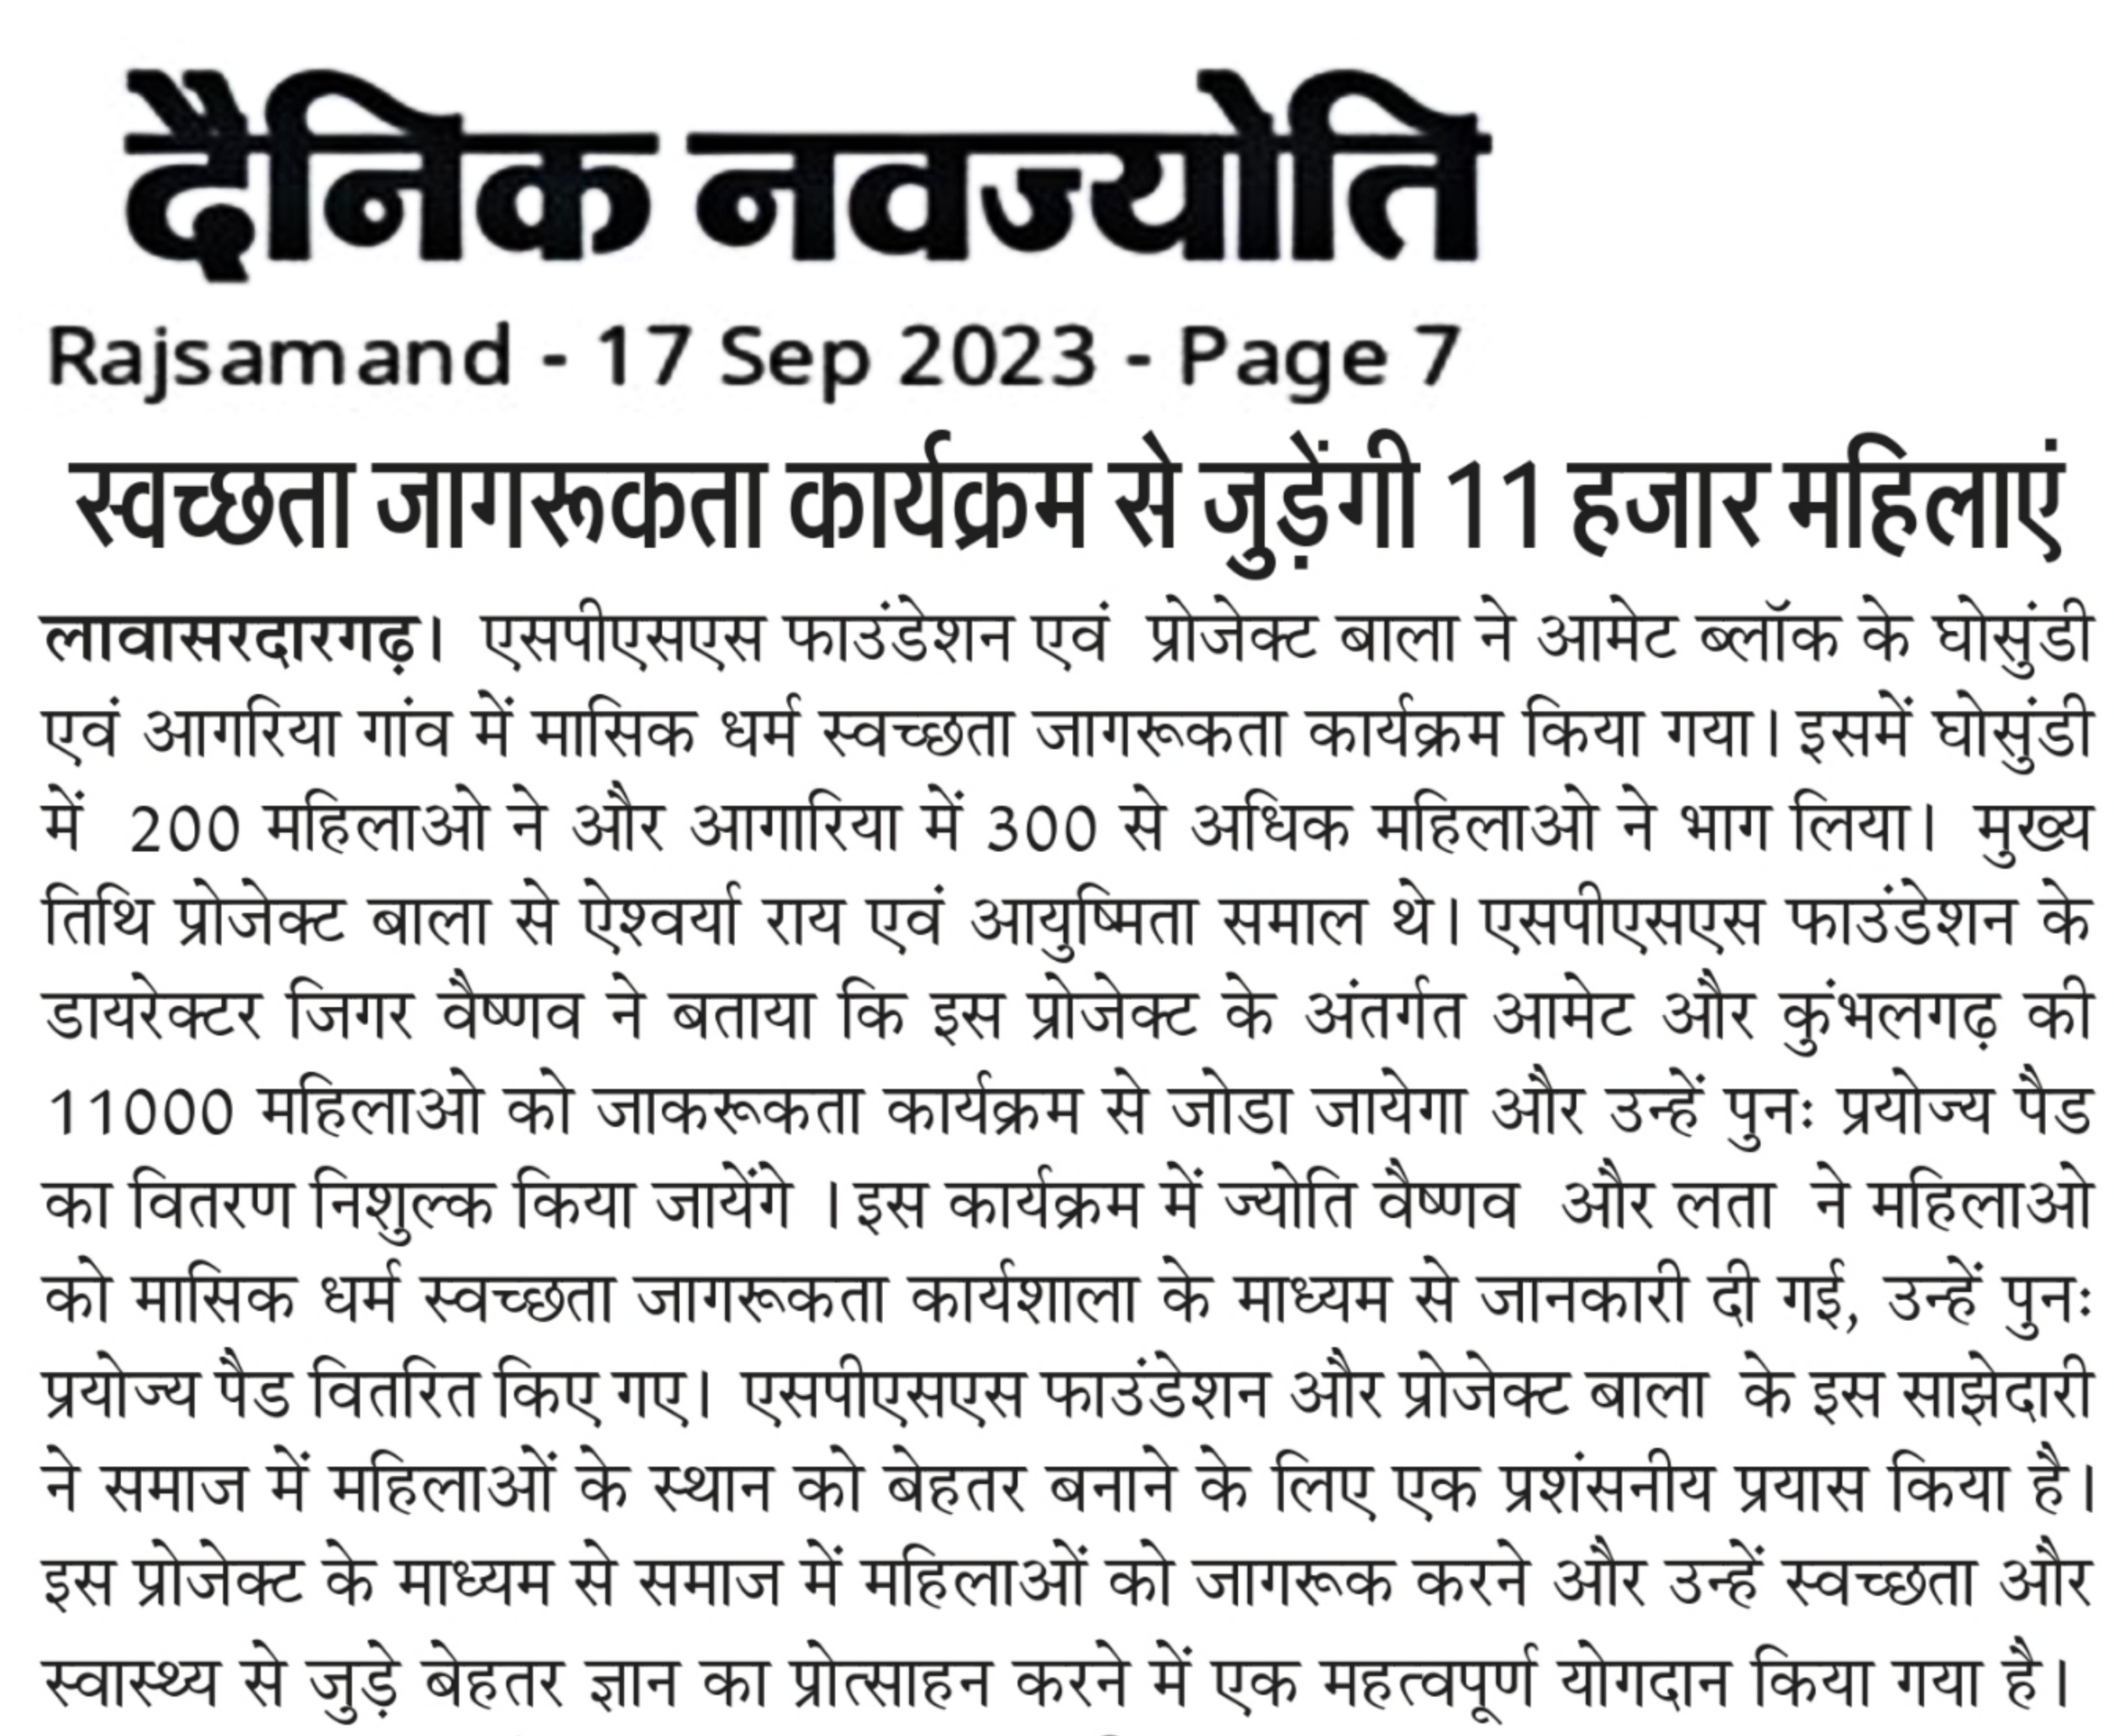 दैनिक नवज्योति
Rajsamand - 17 Sep 2023 - Page 7
स्वच्छता जागरूकता कार्यक्रम से जुड़ेंगी 11 हजार महिलाएं
लावासरदारगढ़। एसपीएसएस फाउंडेशन एवं प्रोजेक्ट बाला ने आमेट ब्लॉक के घोसुंडी
एवं आगरिया गांव में मासिक धर्म स्वच्छता जागरूकता कार्यक्रम किया गया। इसमें घोसुंडी
में 200 महिलाओ ने और आगारिया में 300 से अधिक महिलाओ ने भाग लिया। मुख्य
तिथि प्रोजेक्ट बाला से ऐश्वर्या राय एवं आयुष्मिता समाल थे। एसपीएसएस फाउंडेशन के
डायरेक्टर जिगर वैष्णव ने बताया कि इस प्रोजेक्ट के अंतर्गत आमेट और कुंभलगढ़ की
11000 महिलाओ को जाकरूकता कार्यक्रम से जोडा जायेगा और उन्हें पुनः प्रयोज्य पैड
का वितरण निशुल्क किया जायेंगे । इस कार्यक्रम में ज्योति वैष्णव और लता ने महिलाओ
को मासिक धर्म स्वच्छता जागरूकता कार्यशाला के माध्यम से जानकारी दी गई, उन्हें पुनः
प्रयोज्य पैड वितरित किए गए। एसपीएसएस फाउंडेशन और प्रोजेक्ट बाला के इस साझेदारी
ने समाज में महिलाओं के स्थान को बेहतर बनाने के लिए एक प्रशंसनीय प्रयास किया है।
इस प्रोजेक्ट के माध्यम से समाज में महिलाओं को जागरूक करने और उन्हें स्वच्छता और
स्वास्थ्य से जुड़े बेहतर ज्ञान का प्रोत्साहन करने में एक महत्वपूर्ण योगदान किया गया है।